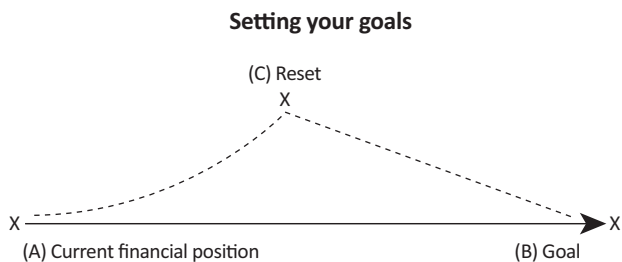 Setting your goals
(C) Reset
X
X
X
(A) Current financial position
(B) Goal